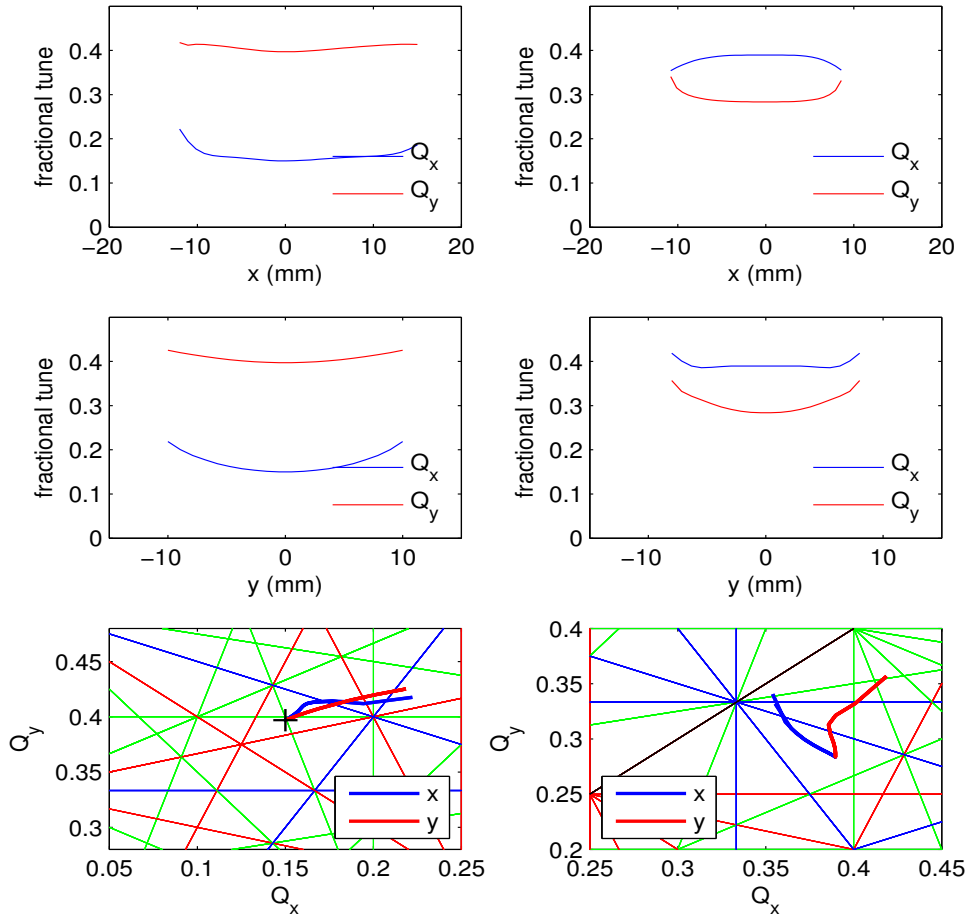 0.4
0.3
0.2
0.1
0
−20 −10 0 10 20
x (mm)
fractional tune
Q_x
Q_y
0.4
0.3
0.2
0.1
0
−20 −10 0 10 20
x (mm)
fractional tune
Q_x
Q_y
0.4
0.3
0.2
0.1
0
−10 0 10
y (mm)
fractional tune
Q_x
Q_y
0.4
0.3
0.2
0.1
0
−10 0 10
y (mm)
fractional tune
Q_x
Q_y
0.45
0.4
0.35
0.3
0.05 0.1 0.15 0.2 0.25
Q_x
Q_y
x
y
0.4
0.35
0.3
0.25
0.2
0.25 0.3 0.35 0.4 0.45
Q_x
Q_y
x
y